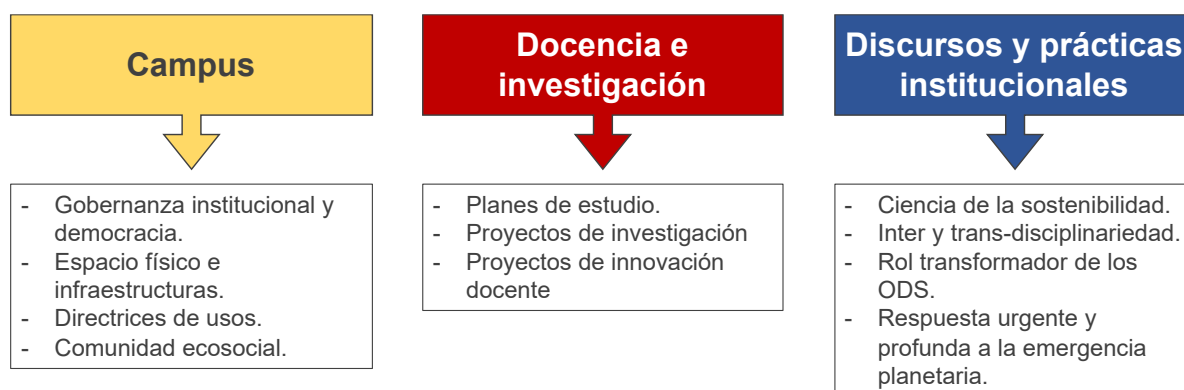 Campus
- Gobernanza institucional y
democracia.
- Espacio físico e
infraestructuras.
- Directrices de usos.
- Comunidad ecosocial.
Docencia e
investigación
- Planes de estudio.
- Proyectos de investigación
- Proyectos de innovación
docente
Discursos y prácticas
institucionales
- Ciencia de la sostenibilidad.
- Inter y trans-disciplinariedad.
- Rol transformador de los
ODS.
- Respuesta urgente y
profunda a la emergencia
planetaria.